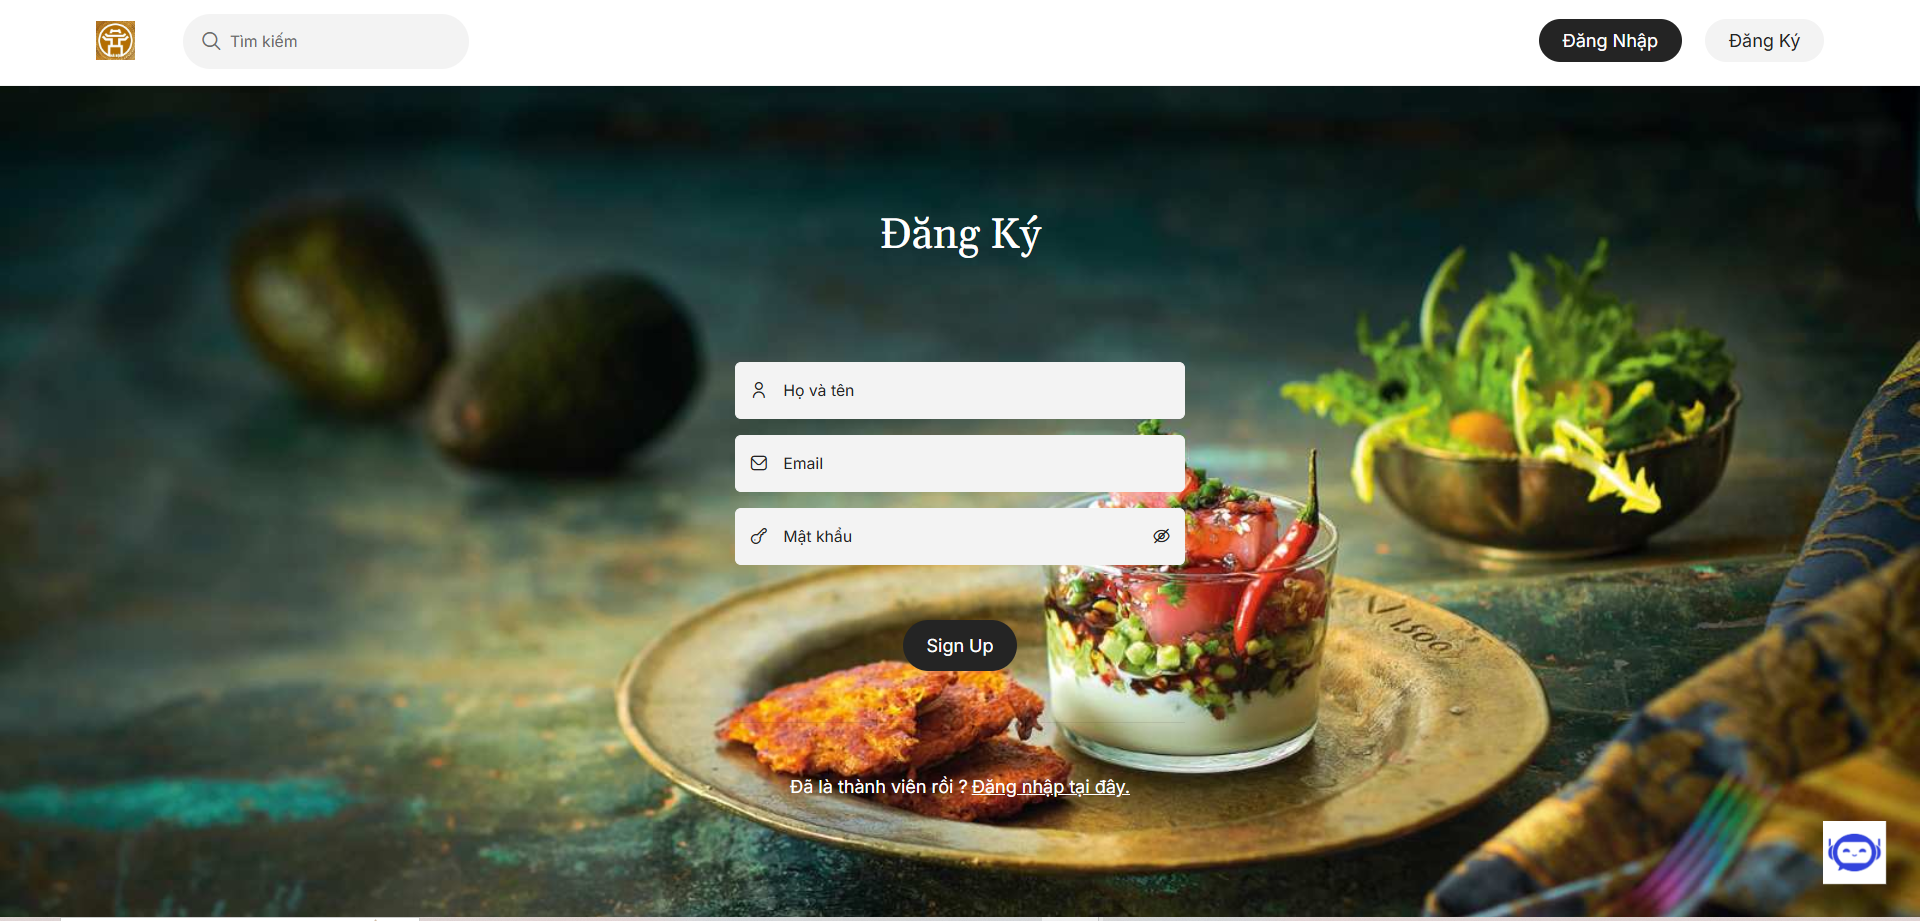 Tìm kiếm
Đăng Nhập
Đăng Ký
Đăng Ký
Họ và tên
Email
Mật khẩu
Sign Up
Đã là thành viên rồi ? Đăng nhập tại đây.